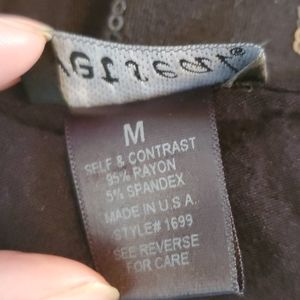 M
SELF & CONTRAST
95% RAYON
5% SPANDEX
MADE IN U.S.A.
STYLE# 1699
SEE REVERSE
FOR CARE